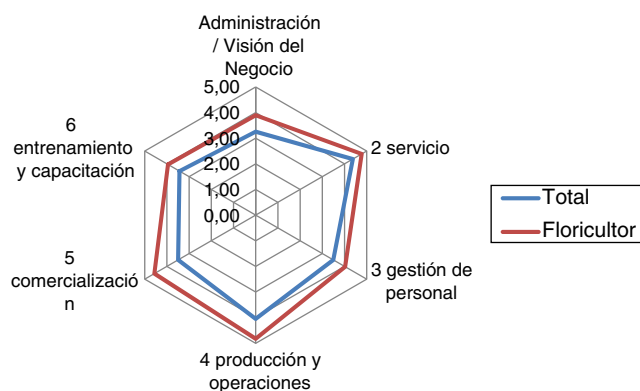 Administración
/ Visión del
Negocio
5,00
4,00
3,00
2,00
1,00
0,00
2 servicio
3 gestión de
personal
4 producción y
operaciones
5
comercializació
n
6
entrenamiento
y capacitación
Total
Floricultor